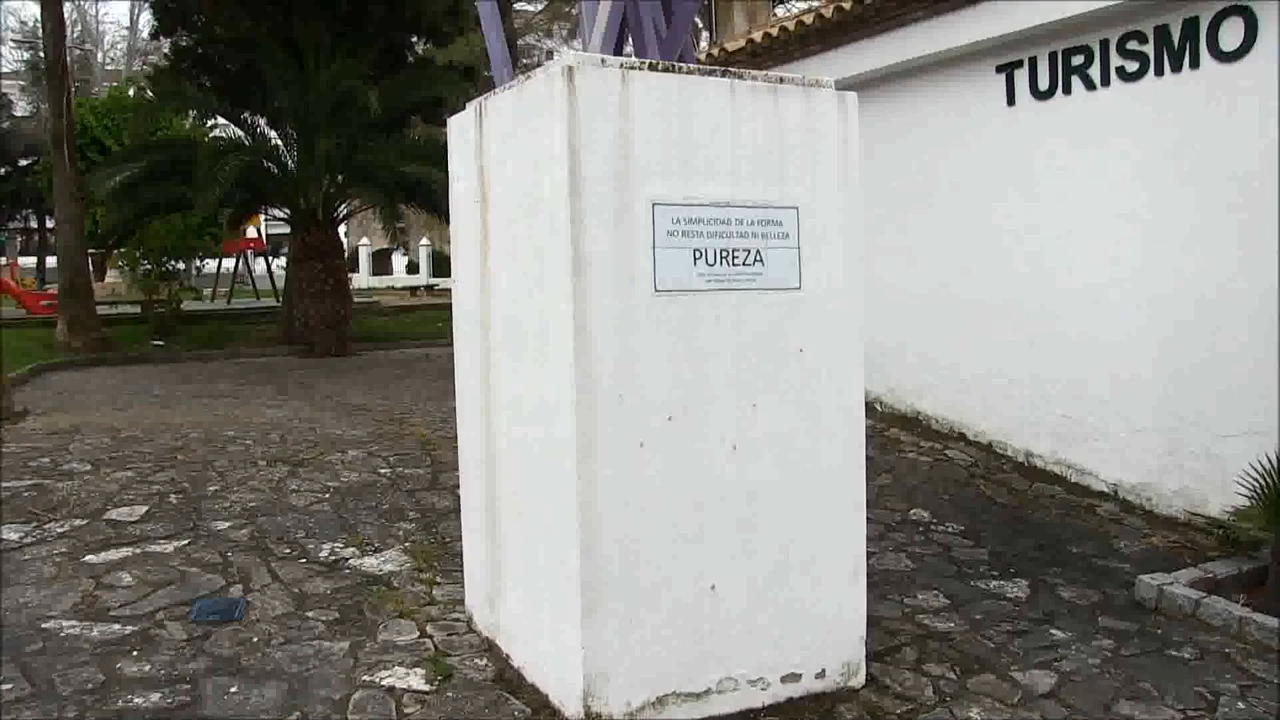 TURISMO
LA SIMPLICIDAD DE LA FORMA
NO RESTA DIFICULTAD NI BELLEZA
PUREZA